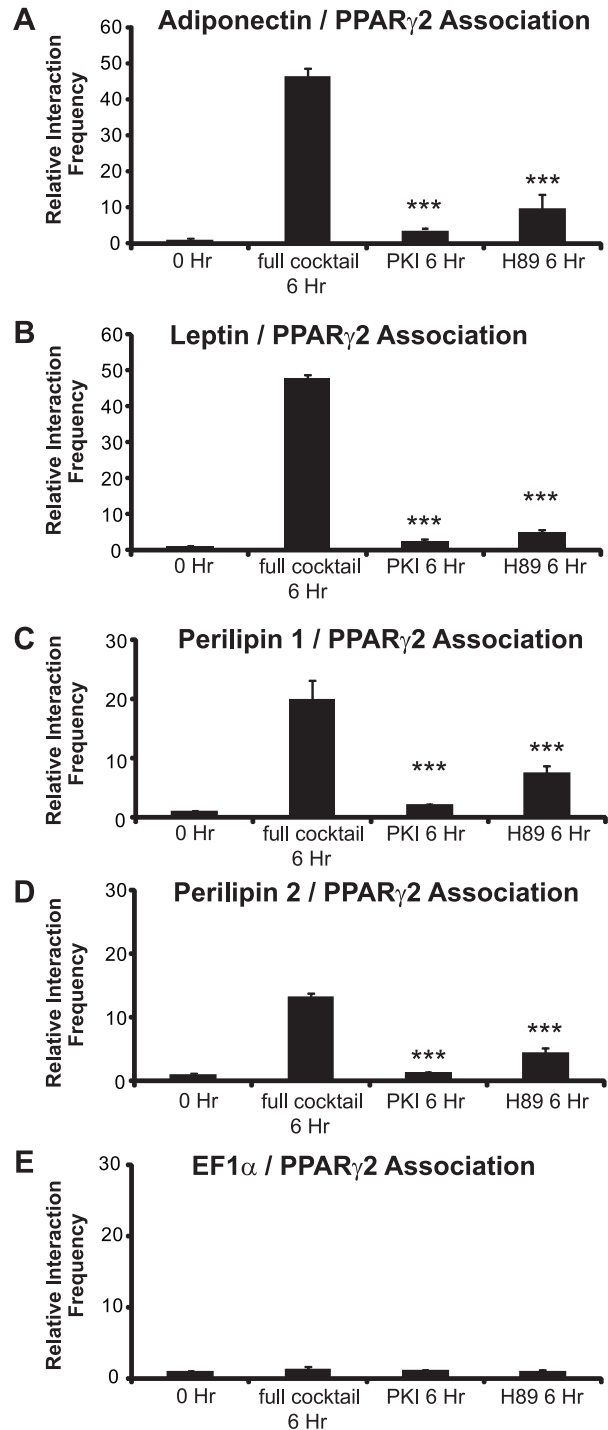 A Adiponectin / PPARγ2 Association
Relative Interaction
Frequency
60
50
40
30
20
10
0
***
***
0 Hr full cocktail PKI 6 Hr H89 6 Hr
6 Hr
B Leptin / PPARγ2 Association
Relative Interaction
Frequency
60
50
40
30
20
10
0
***
***
0 Hr full cocktail PKI 6 Hr H89 6 Hr
6 Hr
C Perilipin 1 / PPARγ2 Association
Relative Interaction
Frequency
30
20
10
0
***
***
0 Hr full cocktail PKI 6 Hr H89 6 Hr
6 Hr
D Perilipin 2 / PPARγ2 Association
Relative Interaction
Frequency
30
20
10
0
***
***
0 Hr full cocktail PKI 6 Hr H89 6 Hr
6 Hr
E EF1α / PPARγ2 Association
Relative Interaction
Frequency
30
20
10
0
0 Hr full cocktail PKI 6 Hr H89 6 Hr
6 Hr